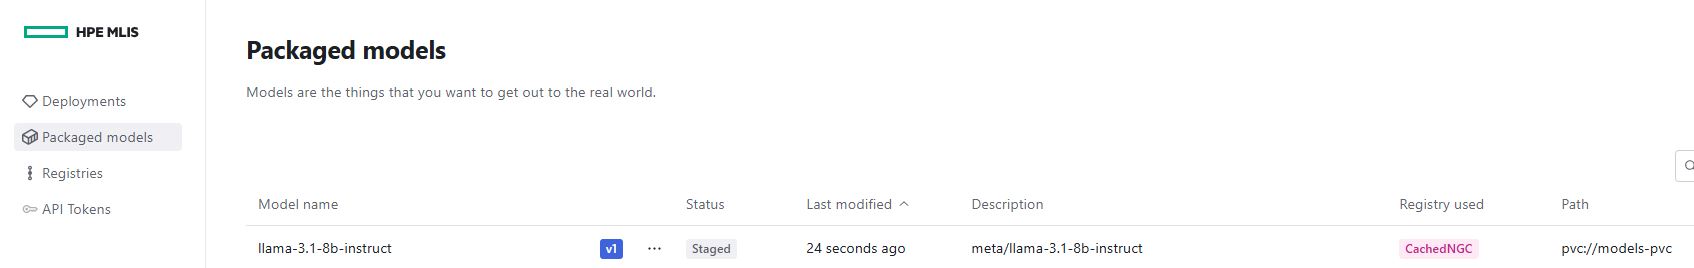 HPE MLIS
Deployments
Packaged models
Registries
API Tokens
Packaged models
Models are the things that you want to get out to the real world.
Model name Status Last modified Description Registry used Path
llama-3.1-8b-instruct v1 ... Staged 24 seconds ago meta/llama-3.1-8b-instruct CachedNGC pvc://models-pvc